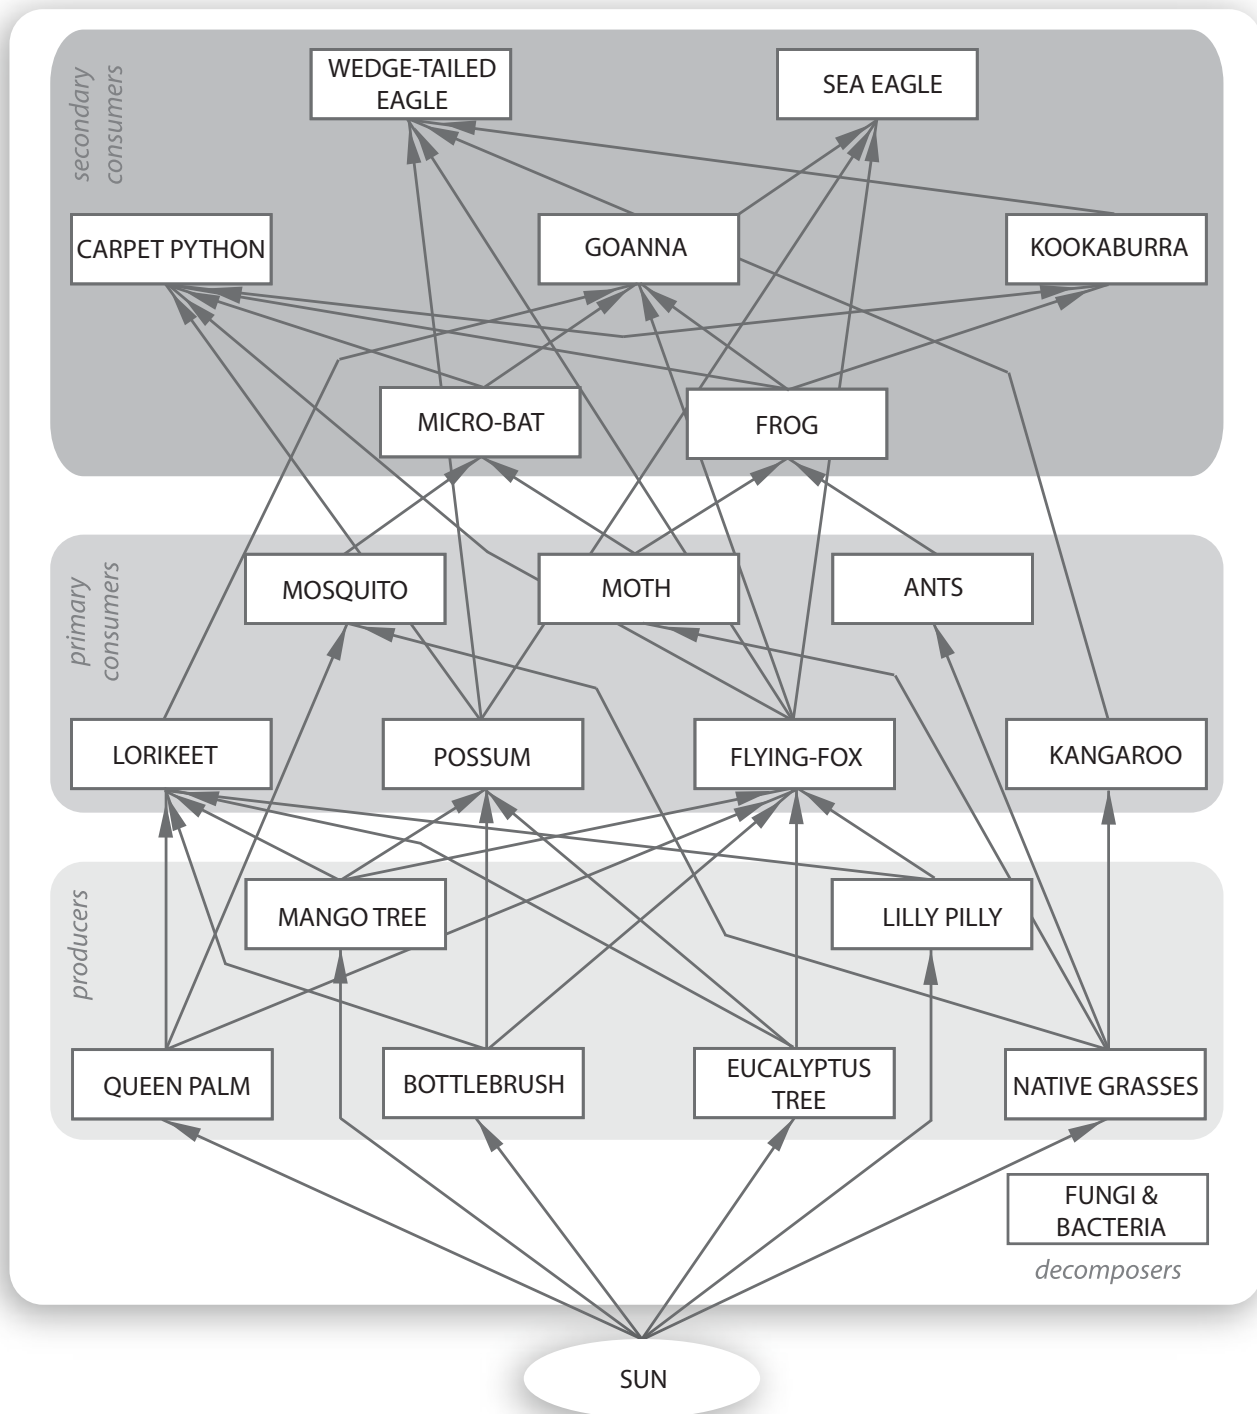 secondary
consumers
WEDGE-TAILED
EAGLE
SEA EAGLE
CARPET PYTHON
GOANNA
KOOKABURRA
MICRO-BAT
FROG
primary
consumers
MOSQUITO
MOTH
ANTS
LORIKEET
POSSUM
FLYING-FOX
KANGAROO
producers
MANGO TREE
LILLY PILLY
QUEEN PALM
BOTTLEBRUSH
EUCALYPTUS
TREE
NATIVE GRASSES
FUNGI &
BACTERIA
decomposers
SUN